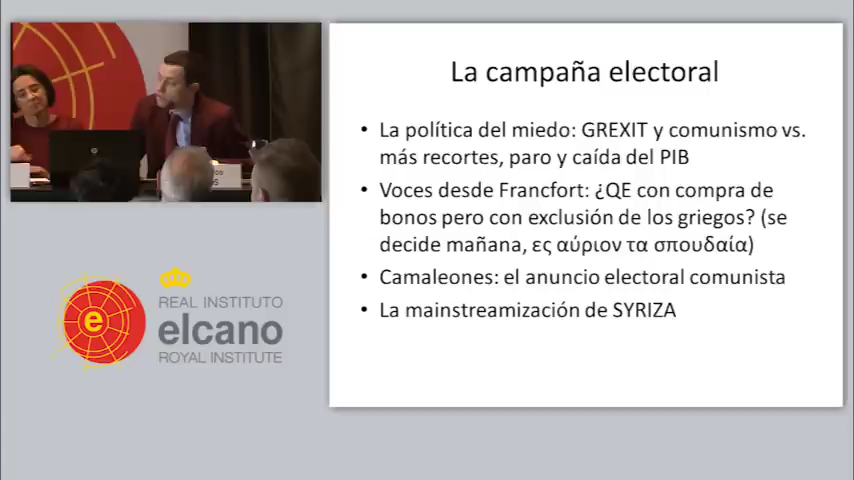 La campaña electoral
• La política del miedo: GREXIT y comunismo vs.
más recortes, paro y caída del PIB
• Voces desde Francfort: ¿QE con compra de
bonos pero con exclusión de los griegos? (se
decide mañana, ες αύριον τα σπουδαία)
• Camaleones: el anuncio electoral comunista
• La mainstreamización de SYRIZA
e
REAL INSTITUTO
elcano
ROYAL INSTITUTE